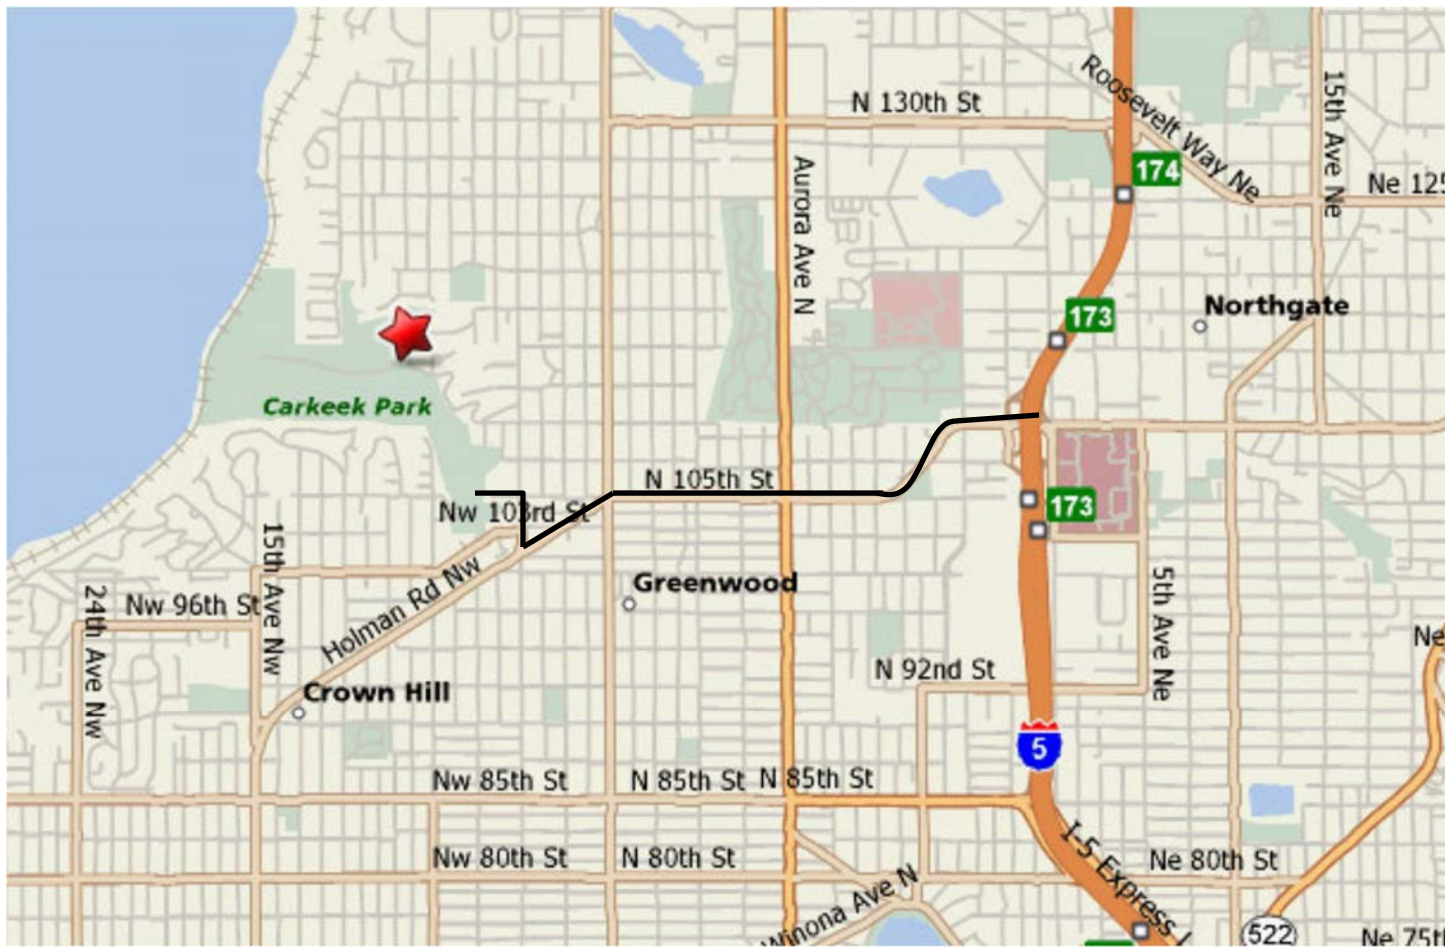 N 130th St
Roosevelt Way Ne
15th Ave Ne
174
Ne 125
Aurora Ave N
173
Northgate
Carkeek Park
N 105th St
Nw 103rd St
173
15th Ave Nw
Holman Rd Nw
Greenwood
24th Ave Nw
Nw 96th St
5th Ave Ne
Ne
N 92nd St
Crown Hill
5
Nw 85th St
N 85th St
N 85th St
I-5 Express
Nw 80th St
N 80th St
Ne 80th St
Winona Ave N
522
Ne 75t